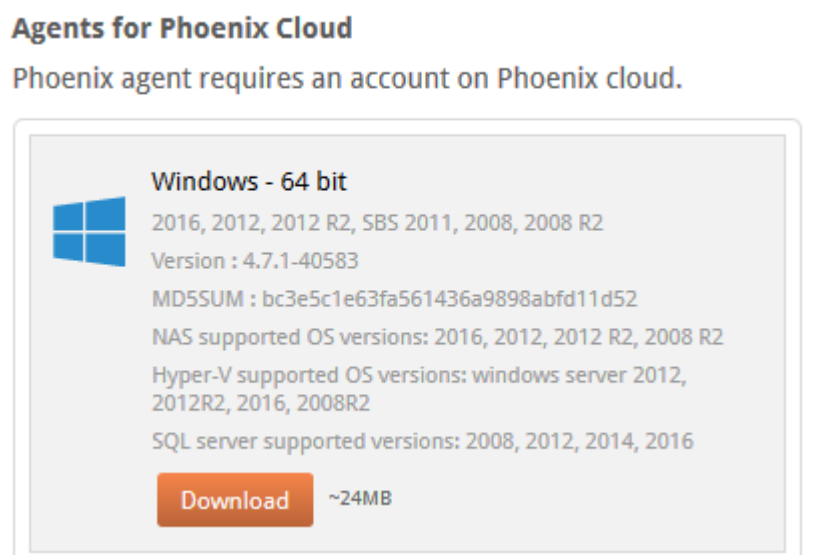 Agents for Phoenix Cloud
Phoenix agent requires an account on Phoenix cloud.
Windows - 64 bit
2016, 2012, 2012 R2, SBS 2011, 2008, 2008 R2
Version : 4.7.1-40583
MD5SUM : bc3e5c1e63fa561436a9898abfd11d52
NAS supported OS versions: 2016, 2012, 2012 R2, 2008 R2
Hyper-V supported OS versions: windows server 2012,
2012R2, 2016, 2008R2
SQL server supported versions: 2008, 2012, 2014, 2016
Download ~24MB